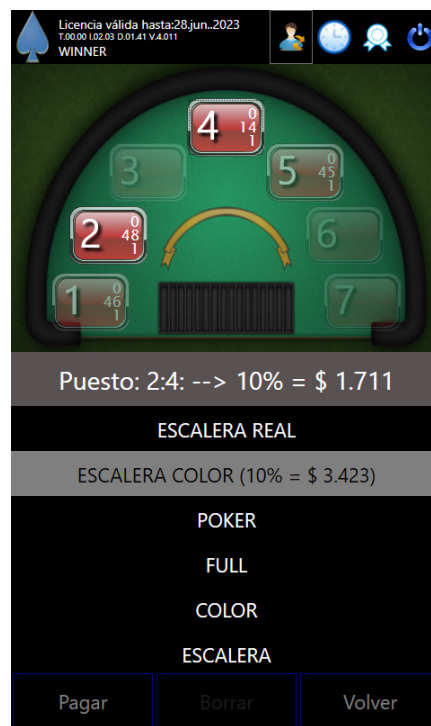 Licencia válida hasta:28.jun..2023
T.00.00 I.02.03 D.01.41 V.4.011
WINNER
4 0
14
1
3
5 0
45
1
2 0
48
1
6
1 0
46
1
7
Puesto: 2:4: --> 10% = $ 1.711
ESCALERA REAL
ESCALERA COLOR (10% = $ 3.423)
POKER
FULL
COLOR
ESCALERA
Pagar Borrar Volver